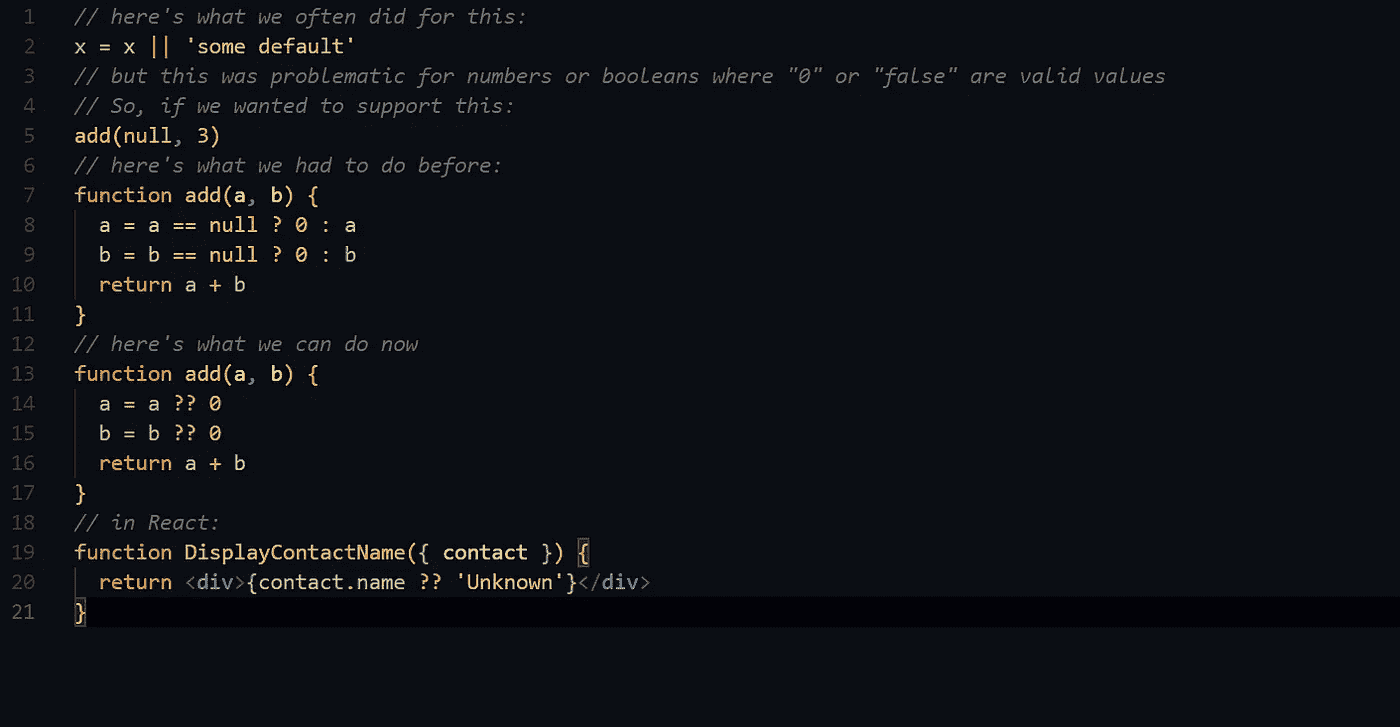 1 // here's what we often did for this:
2 x = x || 'some default'
3 // but this was problematic for numbers or booleans where "0" or "false" are valid values
4 // So, if we wanted to support this:
5 add(null, 3)
6 // here's what we had to do before:
7 function add(a, b) {
8   a = a == null ? 0 : a
9   b = b == null ? 0 : b
10   return a + b
11 }
12 // here's what we can do now
13 function add(a, b) {
14   a = a ?? 0
15   b = b ?? 0
16   return a + b
17 }
18 // in React:
19 function DisplayContactName({ contact }) {
20   return <div>{contact.name ?? 'Unknown'}</div>
21 }